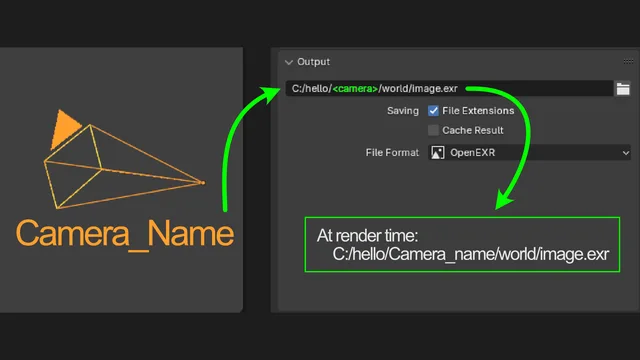 Output
C:/hello/<camera>/world/image.exr
Saving
File Extensions
Cache Result
File Format
OpenEXR
Camera_Name
At render time:
C:/hello/Camera_name/world/image.exr